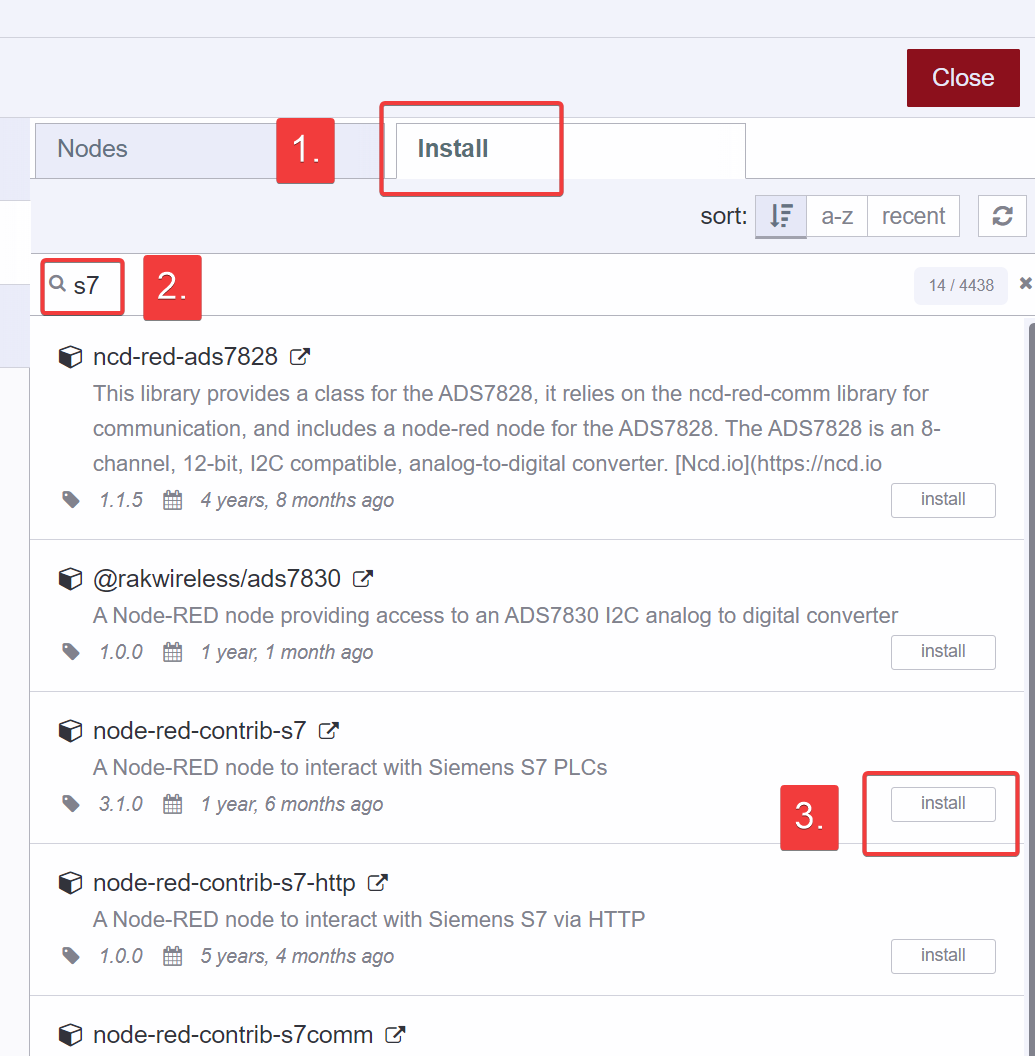 Close
Nodes
1.
Install
sort:
a-z
recent
s7
2.
14 / 4438
ncd-red-ads7828
This library provides a class for the ADS7828, it relies on the ncd-red-comm library for
communication, and includes a node-red node for the ADS7828. The ADS7828 is an 8-
channel, 12-bit, I2C compatible, analog-to-digital converter. [Ncd.io](https://ncd.io
1.1.5 4 years, 8 months ago
install
@rakwireless/ads7830
A Node-RED node providing access to an ADS7830 I2C analog to digital converter
1.0.0 1 year, 1 month ago
install
node-red-contrib-s7
A Node-RED node to interact with Siemens S7 PLCs
3.1.0 1 year, 6 months ago
3.
install
node-red-contrib-s7-http
A Node-RED node to interact with Siemens S7 via HTTP
1.0.0 5 years, 4 months ago
install
node-red-contrib-s7comm